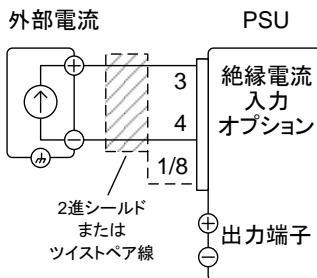 外部電流
PSU
3
絶縁電流
入力
オプション
4
1/8
2進シールド
または
ツイストペア線
出力端子